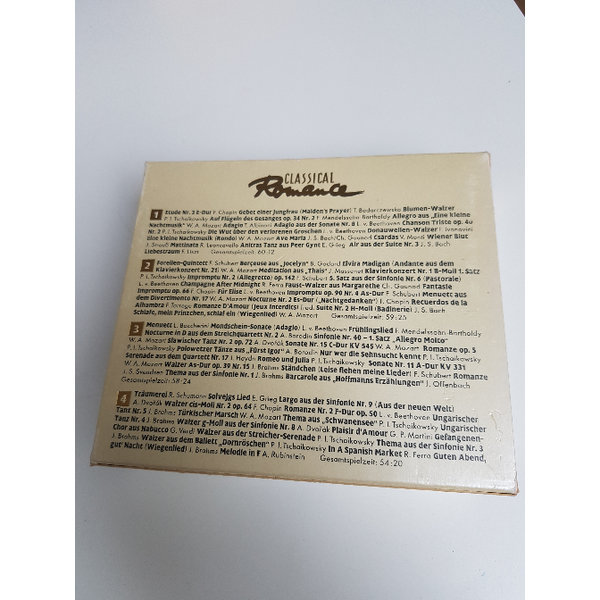 CLASSICAL
Romance
1 Etude Nr. 3 E-Dur F. Chopin Gebet einer Jungfrau (Maiden's Prayer) T. Badarczewska Blumen-Walzer
P. I. Tschaikowsky Auf Flügeln des Gesanges op. 34 Nr. 2 F. Mendelssohn-Bartholdy Allegro aus „Eine kleine
Nachtmusik" W. A. Mozart Adagio T. Albinoni Adagio aus der Sonate Nr. 8 L. v. Beethoven Chanson Triste op. 40
Nr. 2 P. I. Tschaikowsky Die Wut über den verlorenen Groschen L. v. Beethoven Donauwellen-Walzer I. Ivanovici
Eine kleine Nachtmusik (Rondo) W. A. Mozart Ave Maria J. S. Bach/Ch. Gounod Csardas V. Monti Wiener Blut
J. Strauß Mattinata R. Leoncavallo Anitras Tanz aus Peer Gynt E. Grieg Air aus der Suite Nr. 3 J. S. Bach
Liebestraum F. Liszt Gesamtspielzeit: 60:12
2 Forellen-Quintett F. Schubert Berceuse aus „Jocelyn" B. Godard Elvira Madigan (Andante aus dem
Klavierkonzert Nr. 21) W. A. Mozart Meditation aus „Thais" J. Massenet Klavierkonzert Nr. 1 B-Moll 1. Satz
P. I. Tschaikowsky Impromptu Nr. 2 (Allegretto) op. 142 F. Schubert 5. Satz aus der Sinfonie Nr. 6 (Pastorale)
L. v. Beethoven Champagne After Midnight R. Ferra Faust-Walzer aus Margarethe Ch. Gounod Fantasie
Impromptu op. 66 F. Chopin Für Elise L. v. Beethoven Impromptu op. 90 Nr. 4 As-Dur F. Schubert Menuett aus
dem Divertimento Nr. 17 W. A. Mozart Nocturne Nr. 2 Es-Dur („Nachtgedanken") F. Chopin Recuerdos de la
Alhambra F. Tarrega Romance D'Amour (Jeux Interdits) trad. Suite Nr. 2 H-Moll (Badinerie) J. S. Bach
Schlafe, mein Prinzchen, schlaf ein (Wiegenlied) W. A. Mozart Gesamtspielzeit: 59:25
3 Menuett L. Boccherini Mondschein-Sonate (Adagio) L. v. Beethoven Frühlingslied F. Mendelssohn-Bartholdy
Notturno in D aus dem Streichquartett Nr. 2 A. Borodin Sinfonie Nr. 40 – 1. Satz „Allegro Molto"
W. A. Mozart Slawischer Tanz Nr. 2 op. 72 A. Dvořák Sonate Nr. 15 C-Dur KV 545 W. A. Mozart Romanze op. 5
P. I. Tschaikowsky Polowetzer Tänze aus „Fürst Igor" A. Borodin Nur wer die Sehnsucht kennt P. I. Tschaikowsky
Serenade aus dem Quartett Nr. 17 J. Haydn Romeo und Julia P. I. Tschaikowsky Sonate Nr. 11 A-Dur KV 331
W. A. Mozart Walzer As-Dur op. 39 Nr. 15 J. Brahms Ständchen (Leise flehen meine Lieder) F. Schubert Romanze
J. S. Svendsen Thema aus der Sinfonie Nr. 1 J. Brahms Barcarole aus „Hoffmanns Erzählungen" J. Offenbach
Gesamtspielzeit: 58:24
4 Träumerei R. Schumann Solvejgs Lied E. Grieg Largo aus der Sinfonie Nr. 9 (Aus der neuen Welt)
A. Dvořák Walzer cis-Moll Nr. 2 op. 64 F. Chopin Romanze Nr. 2 F-Dur op. 50 L. v. Beethoven Ungarischer
Tanz Nr. 5 J. Brahms Türkischer Marsch W. A. Mozart Thema aus „Schwanensee" P. I. Tschaikowsky Ungarischer
Tanz Nr. 4 J. Brahms Walzer g-Moll aus der Sinfonie Nr. 8 A. Dvořák Plaisir d'Amour G. P. Martini Gefangenen-
Chor aus Nabucco G. Verdi Walzer aus der Streicher-Serenade P. I. Tschaikowsky Thema aus der Sinfonie Nr. 3
J. Brahms Walzer aus dem Ballett „Dornröschen" P. I. Tschaikowsky In A Spanish Market R. Ferra Guten Abend,
gut' Nacht (Wiegenlied) J. Brahms Melodie in F A. Rubinstein Gesamtspielzeit: 54:20